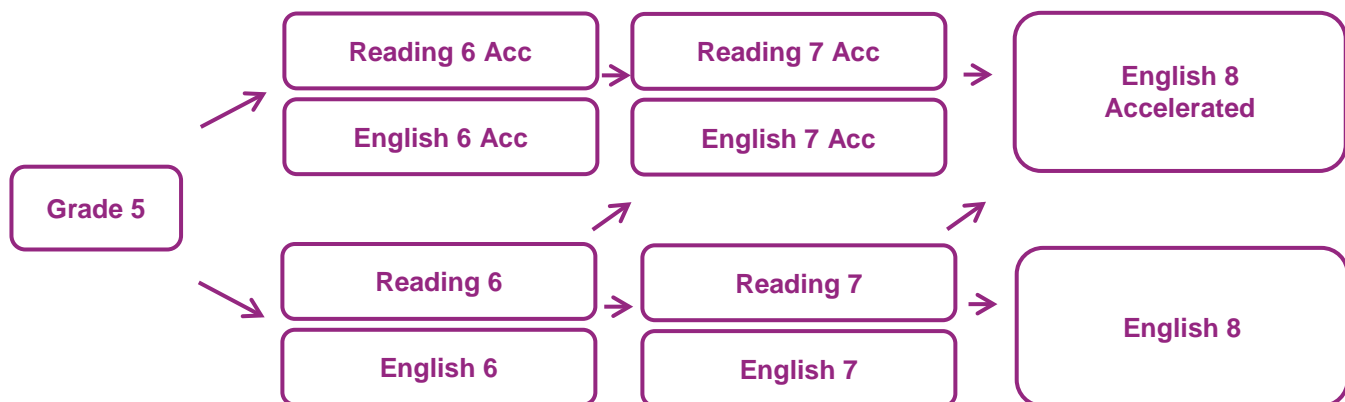 Grade 5
Reading 6 Acc
English 6 Acc
Reading 7 Acc
English 7 Acc
English 8
Accelerated
Reading 6
English 6
Reading 7
English 7
English 8